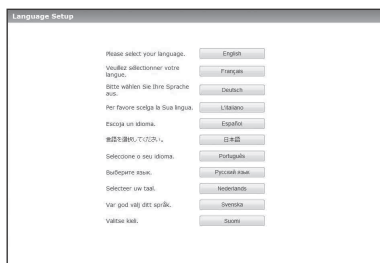 Language Setup
Please select your language.
English
Veuillez sélectionner votre
langue.
Français
Bitte wählen Sie Ihre Sprache
aus.
Deutsch
Per favore scelga la Sua lingua.
L'Italiano
Escoja un idioma.
Español
言語を選択してください。
日本語
Seleccione o seu idioma.
Português
Выберите язык.
Русский язык
Selecteer uw taal.
Nederlands
Var god välj ditt språk.
Svenska
Valitse kieli.
Suomi